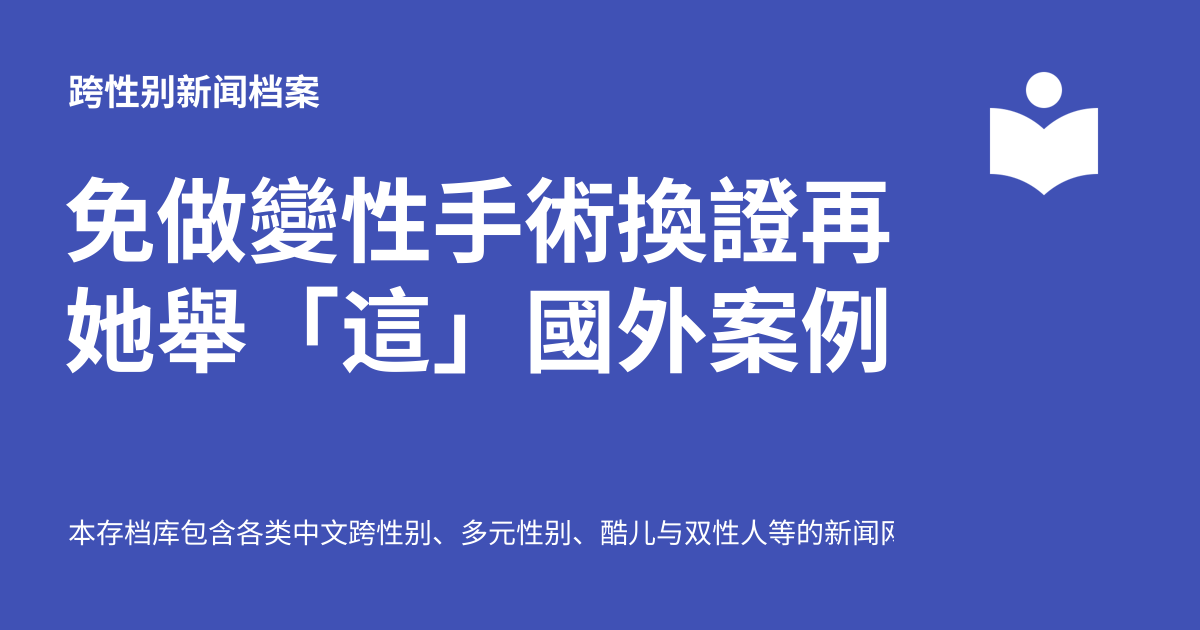 跨性别新闻档案
免做變性手術換證再
她舉「這」國外案例
本存档库包含各类中文跨性别、多元性别、酷儿与双性人等的新闻